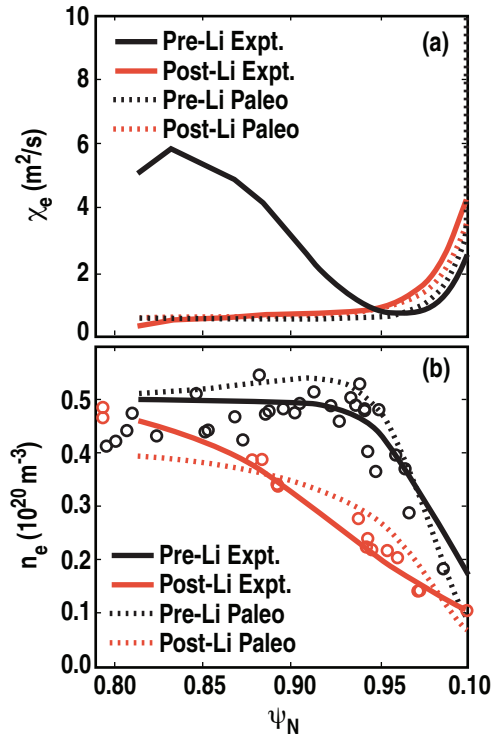 10
(a)
Pre-Li Expt.
Post-Li Expt.
8
Pre-Li Paleo
Post-Li Paleo
6
χe (m²/s)
4
2
0
(b)
0.5
0.4
ne (10²⁰ m⁻³)
0.3
0.2
Pre-Li Expt.
Post-Li Expt.
0.1
Pre-Li Paleo
Post-Li Paleo
0.0
0.80 0.85 0.90 0.95 0.10
ψN